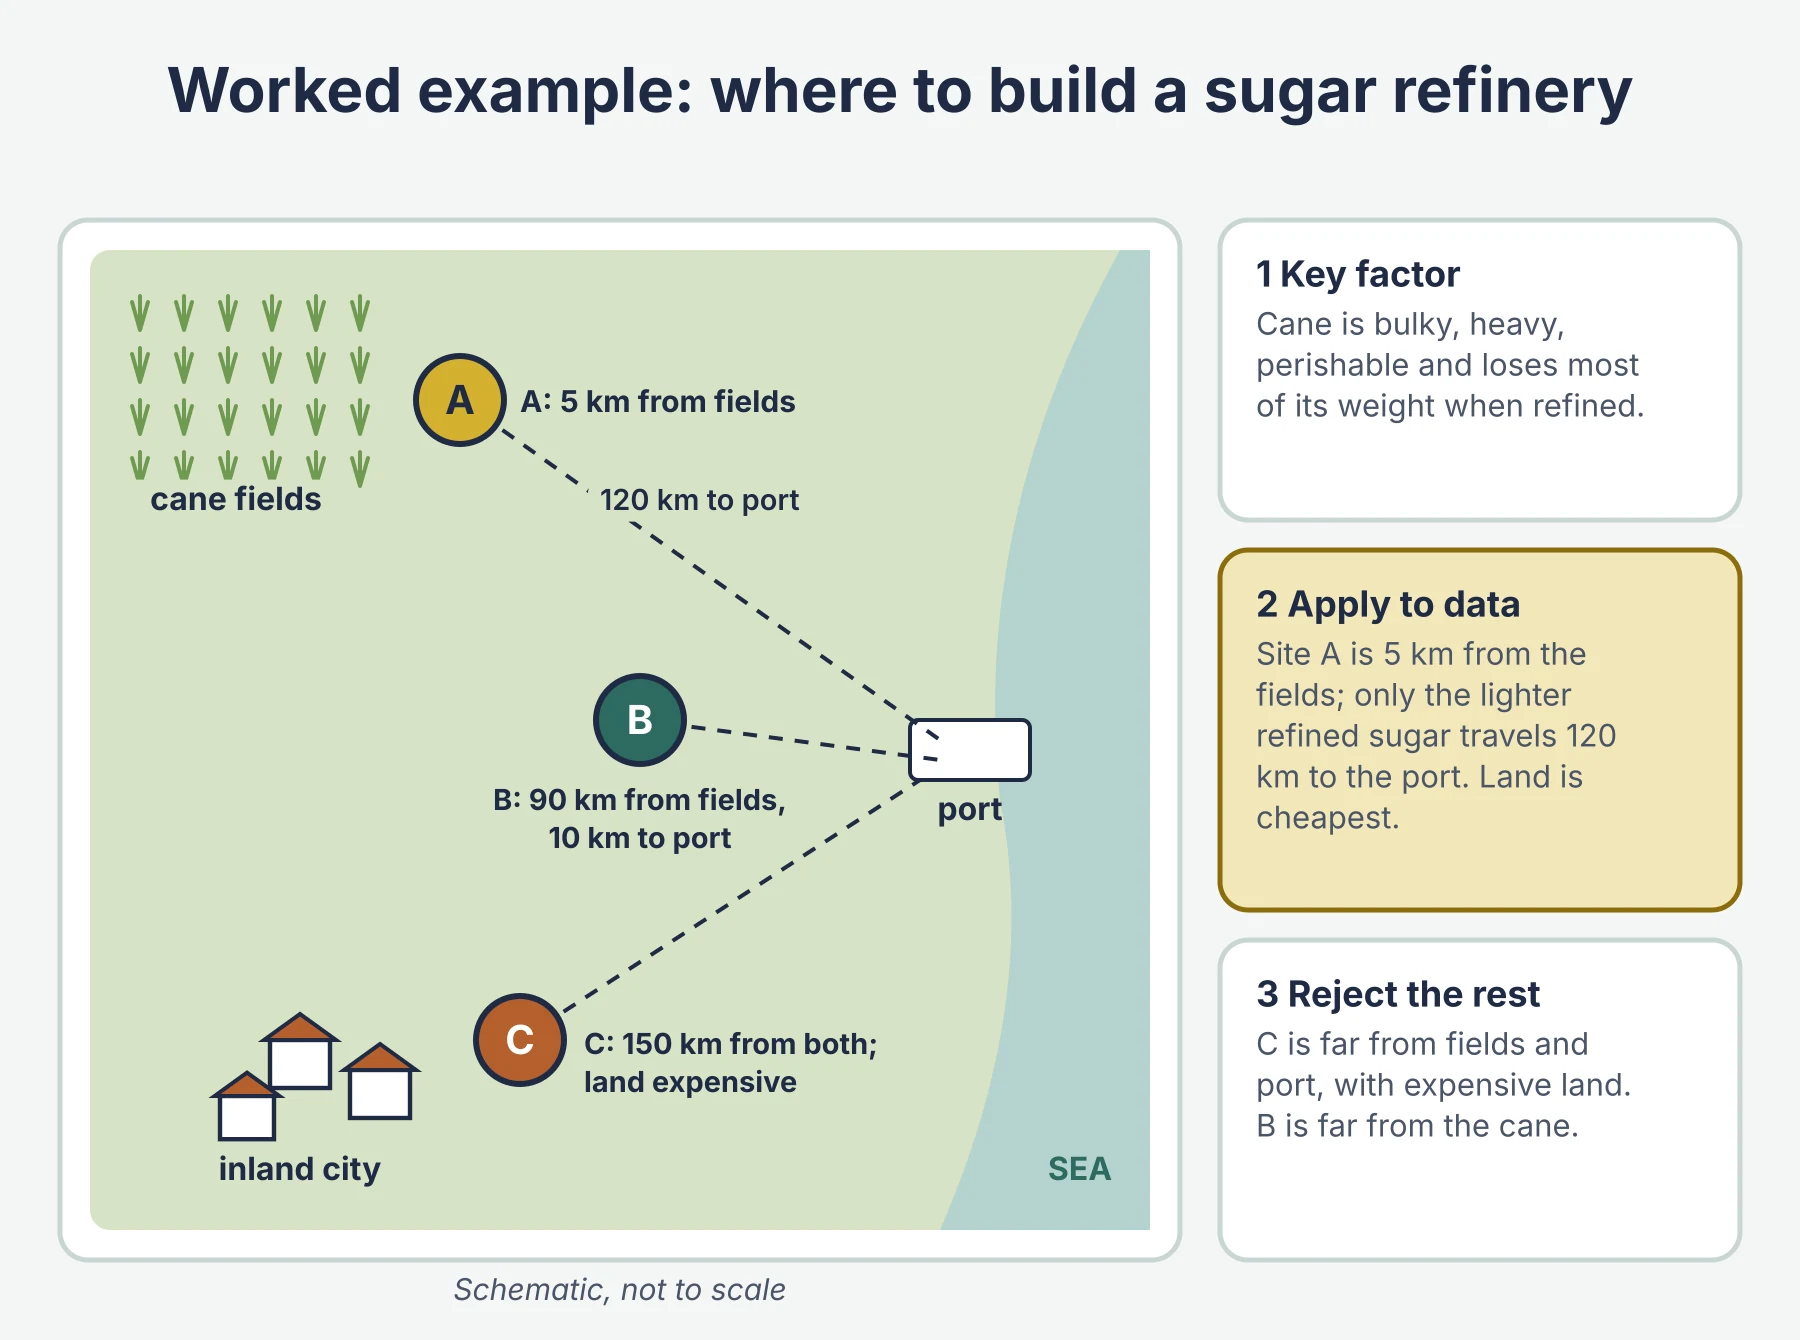 Worked example: where to build a sugar refinery
A
A: 5 km from fields
cane fields
120 km to port
B
B: 90 km from fields,
10 km to port
port
C
C: 150 km from both;
land expensive
inland city
SEA
Schematic, not to scale
1 Key factor
Cane is bulky, heavy,
perishable and loses most
of its weight when refined.
2 Apply to data
Site A is 5 km from the
fields; only the lighter
refined sugar travels 120
km to the port. Land is
cheapest.
3 Reject the rest
C is far from fields and
port, with expensive land.
B is far from the cane.